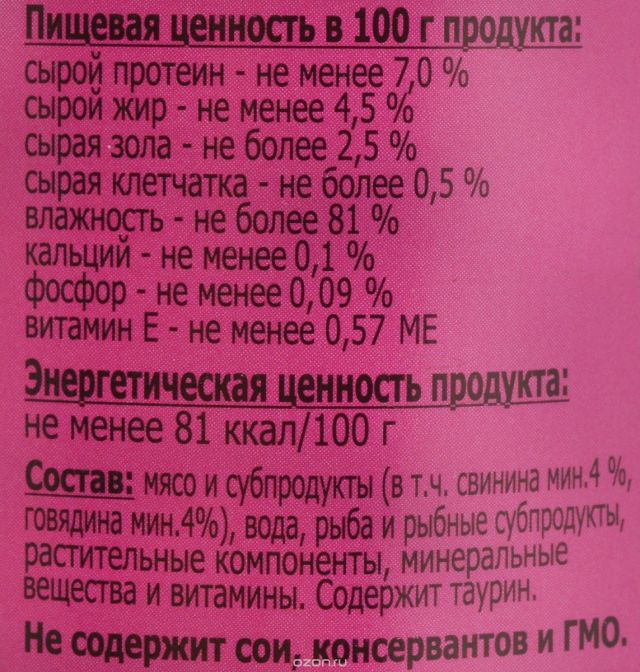 Пищевая ценность в 100 г продукта:
сырой протеин - не менее 7,0 %
сырой жир - не менее 4,5 %
сырая зола - не более 2,5 %
сырая клетчатка - не более 0,5 %
влажность - не более 81 %
кальций - не менее 0,1 %
фосфор - не менее 0,09 %
витамин Е - не менее 0,57 МЕ
Энергетическая ценность продукта:
не менее 81 ккал/100 г
Состав: мясо и субпродукты (в т.ч. свинина мин.4 %,
говядина мин.4%), вода, рыба и рыбные субпродукты,
растительные компоненты, минеральные
вещества и витамины. Содержит таурин.
Не содержит сои, консервантов и ГМО.
ozon.ru